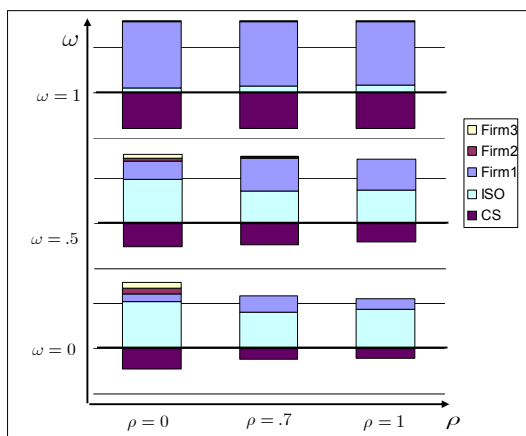 ω
ω = 1
ω = .5
ω = 0
ρ = 0
ρ = .7
ρ = 1
ρ
Firm3
Firm2
Firm1
ISO
CS